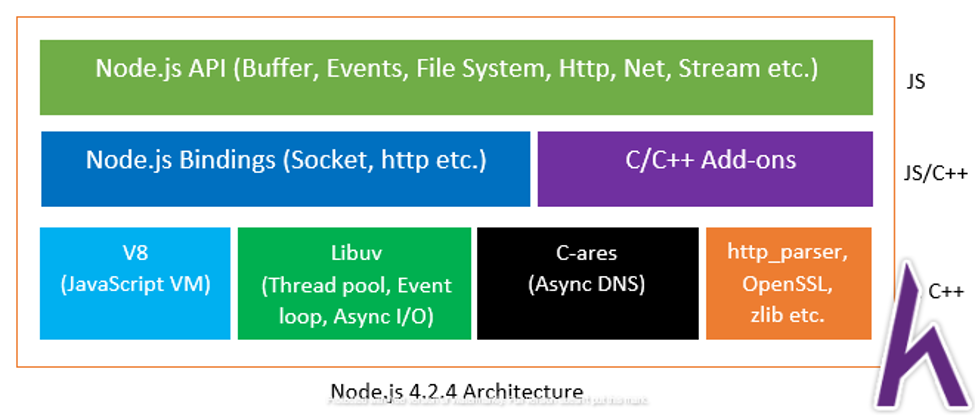 Node.js API (Buffer, Events, File System, Http, Net, Stream etc.)
JS
Node.js Bindings (Socket, http etc.)
C/C++ Add-ons
JS/C++
V8
(JavaScript VM)
Libuv
(Thread pool, Event
loop, Async I/O)
C-ares
(Async DNS)
http_parser,
OpenSSL,
zlib etc.
C++
Node.js 4.2.4 Architecture